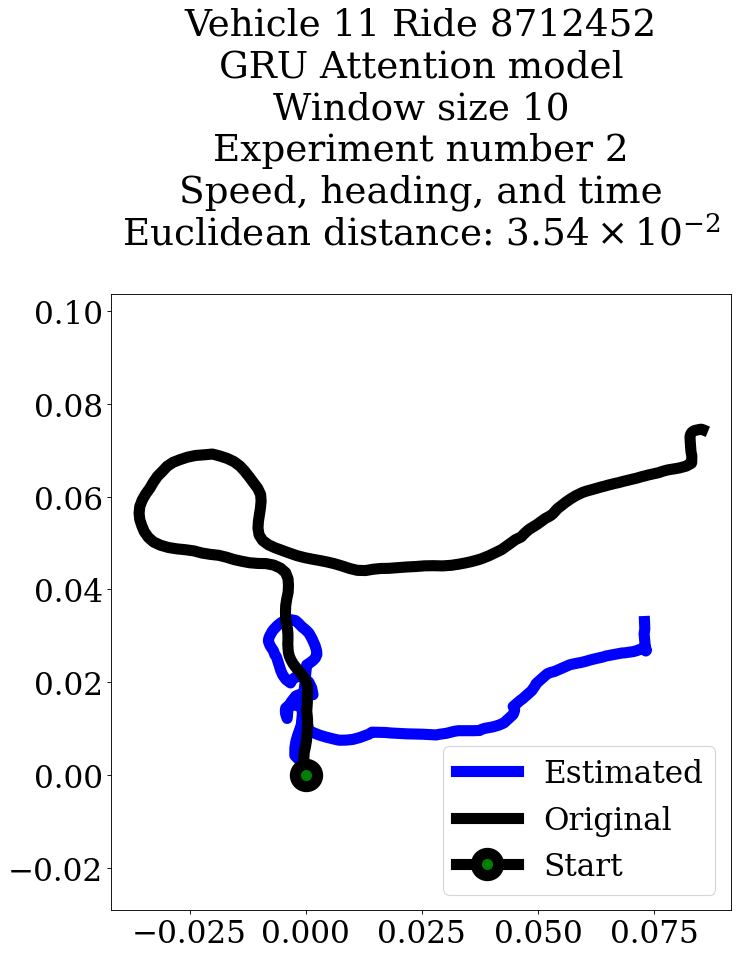 Vehicle 11 Ride 8712452
GRU Attention model
Window size 10
Experiment number 2
Speed, heading, and time
Euclidean distance: 3.54 × 10⁻²
0.10
0.08
0.06
0.04
0.02
0.00
−0.02
Estimated
Original
Start
−0.025 0.000 0.025 0.050 0.075